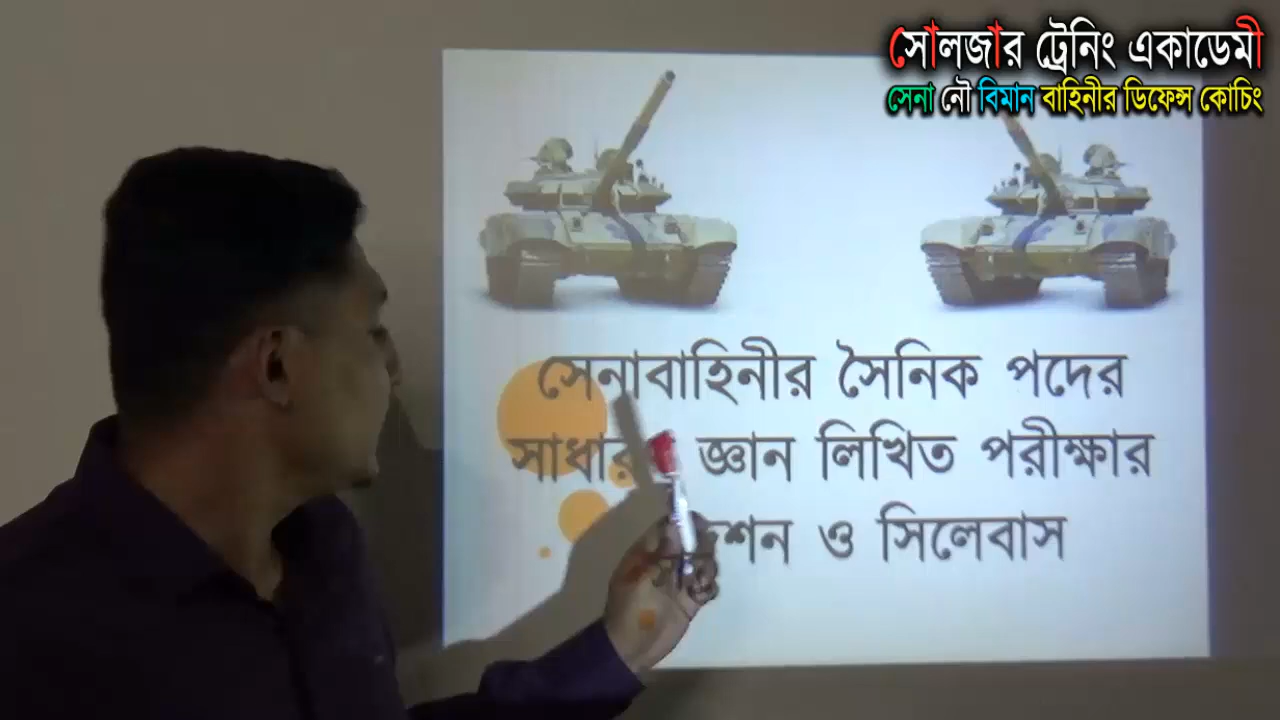 সোলজার ট্রেনিং একাডেমী
সেনা নৌ বিমান বাহিনীর ডিফেন্স কোচিং
সেনাবাহিনীর সৈনিক পদের
জ্ঞান লিখিত পরীক্ষার
ও সিলেবাস